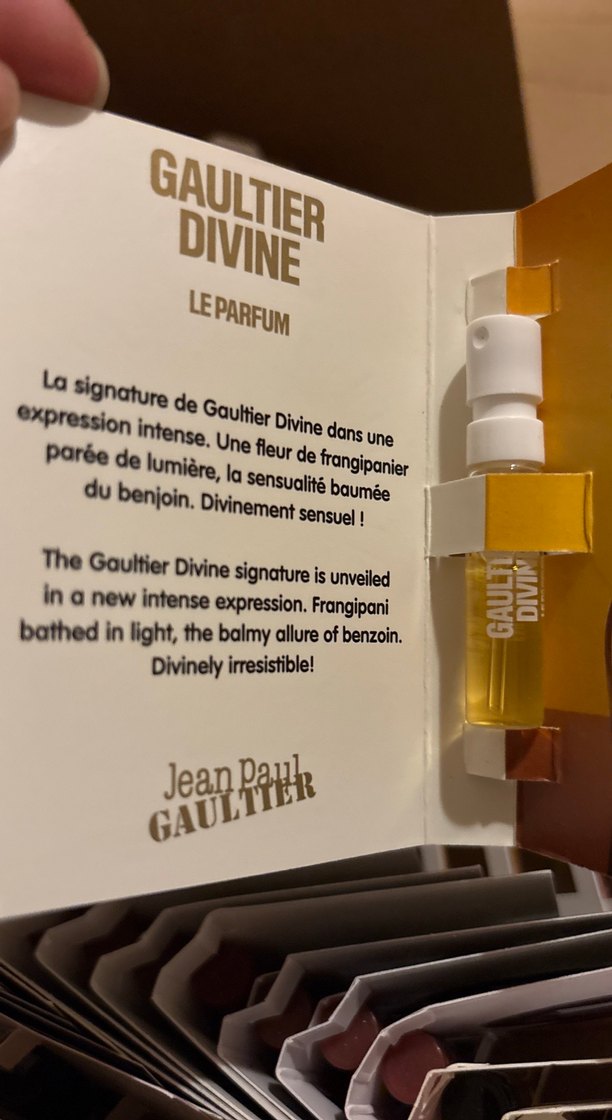 GAULTIER
DIVINE
LE PARFUM
La signature de Gaultier Divine dans une
expression intense. Une fleur de frangipanier
parée de lumière, la sensualité baumée
du benjoin. Divinement sensuel !
The Gaultier Divine signature is unveiled
in a new intense expression. Frangipani
bathed in light, the balmy allure of benzoin.
Divinely irresistible!
Jean Paul
GAULTIER
GAULTI
DIVIN